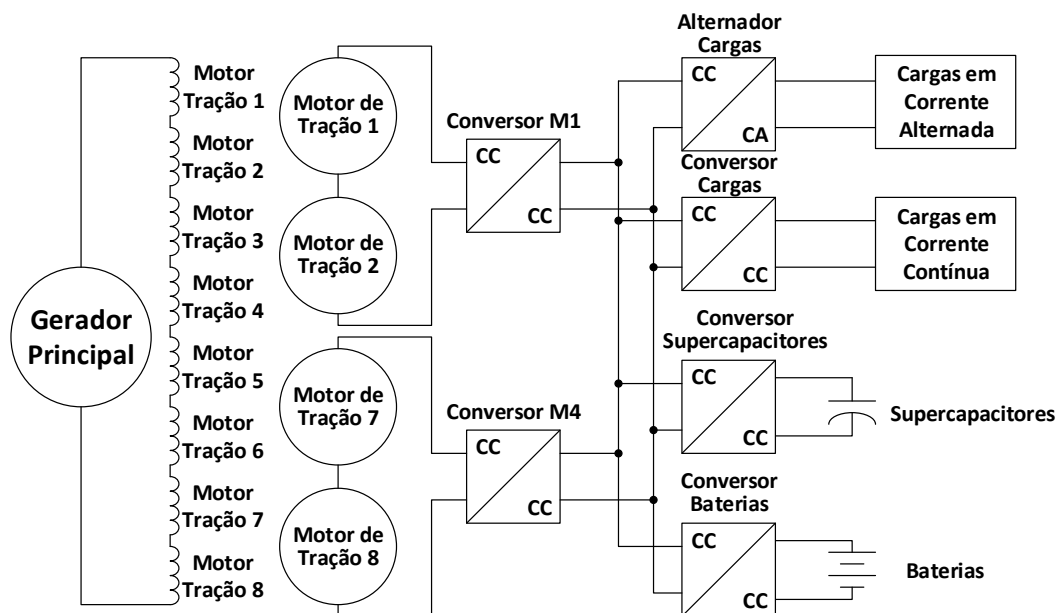 Gerador
Principal
Motor
Tração 1
Motor
Tração 2
Motor
Tração 3
Motor
Tração 4
Motor
Tração 5
Motor
Tração 6
Motor
Tração 7
Motor
Tração 8
Motor de
Tração 1
Motor de
Tração 2
Motor de
Tração 7
Motor de
Tração 8
Conversor M1
CC
CC
Conversor M4
CC
CC
Alternador
Cargas
CC
CA
Cargas em
Corrente
Alternada
Conversor
Cargas
CC
CC
Cargas em
Corrente
Contínua
Conversor
Supercapacitores
CC
CC
Supercapacitores
Conversor
Baterias
CC
CC
Baterias